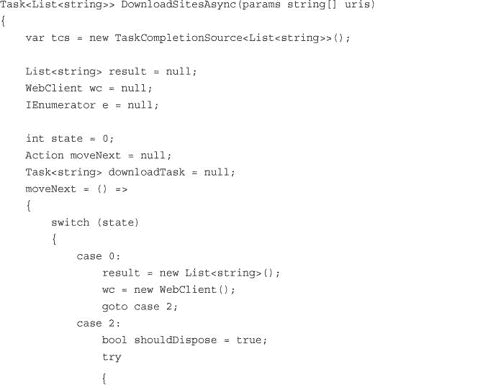 Task<List<string>> DownloadSitesAsync(params string[] uris)
{
    var tcs = new TaskCompletionSource<List<string>>();

    List<string> result = null;
    WebClient wc = null;
    IEnumerator e = null;

    int state = 0;
    Action moveNext = null;
    Task<string> downloadTask = null;
    moveNext = () =>
    {
        switch (state)
        {
            case 0:
                result = new List<string>();
                wc = new WebClient();
                goto case 2;
            case 2:
                bool shouldDispose = true;
                try
                {